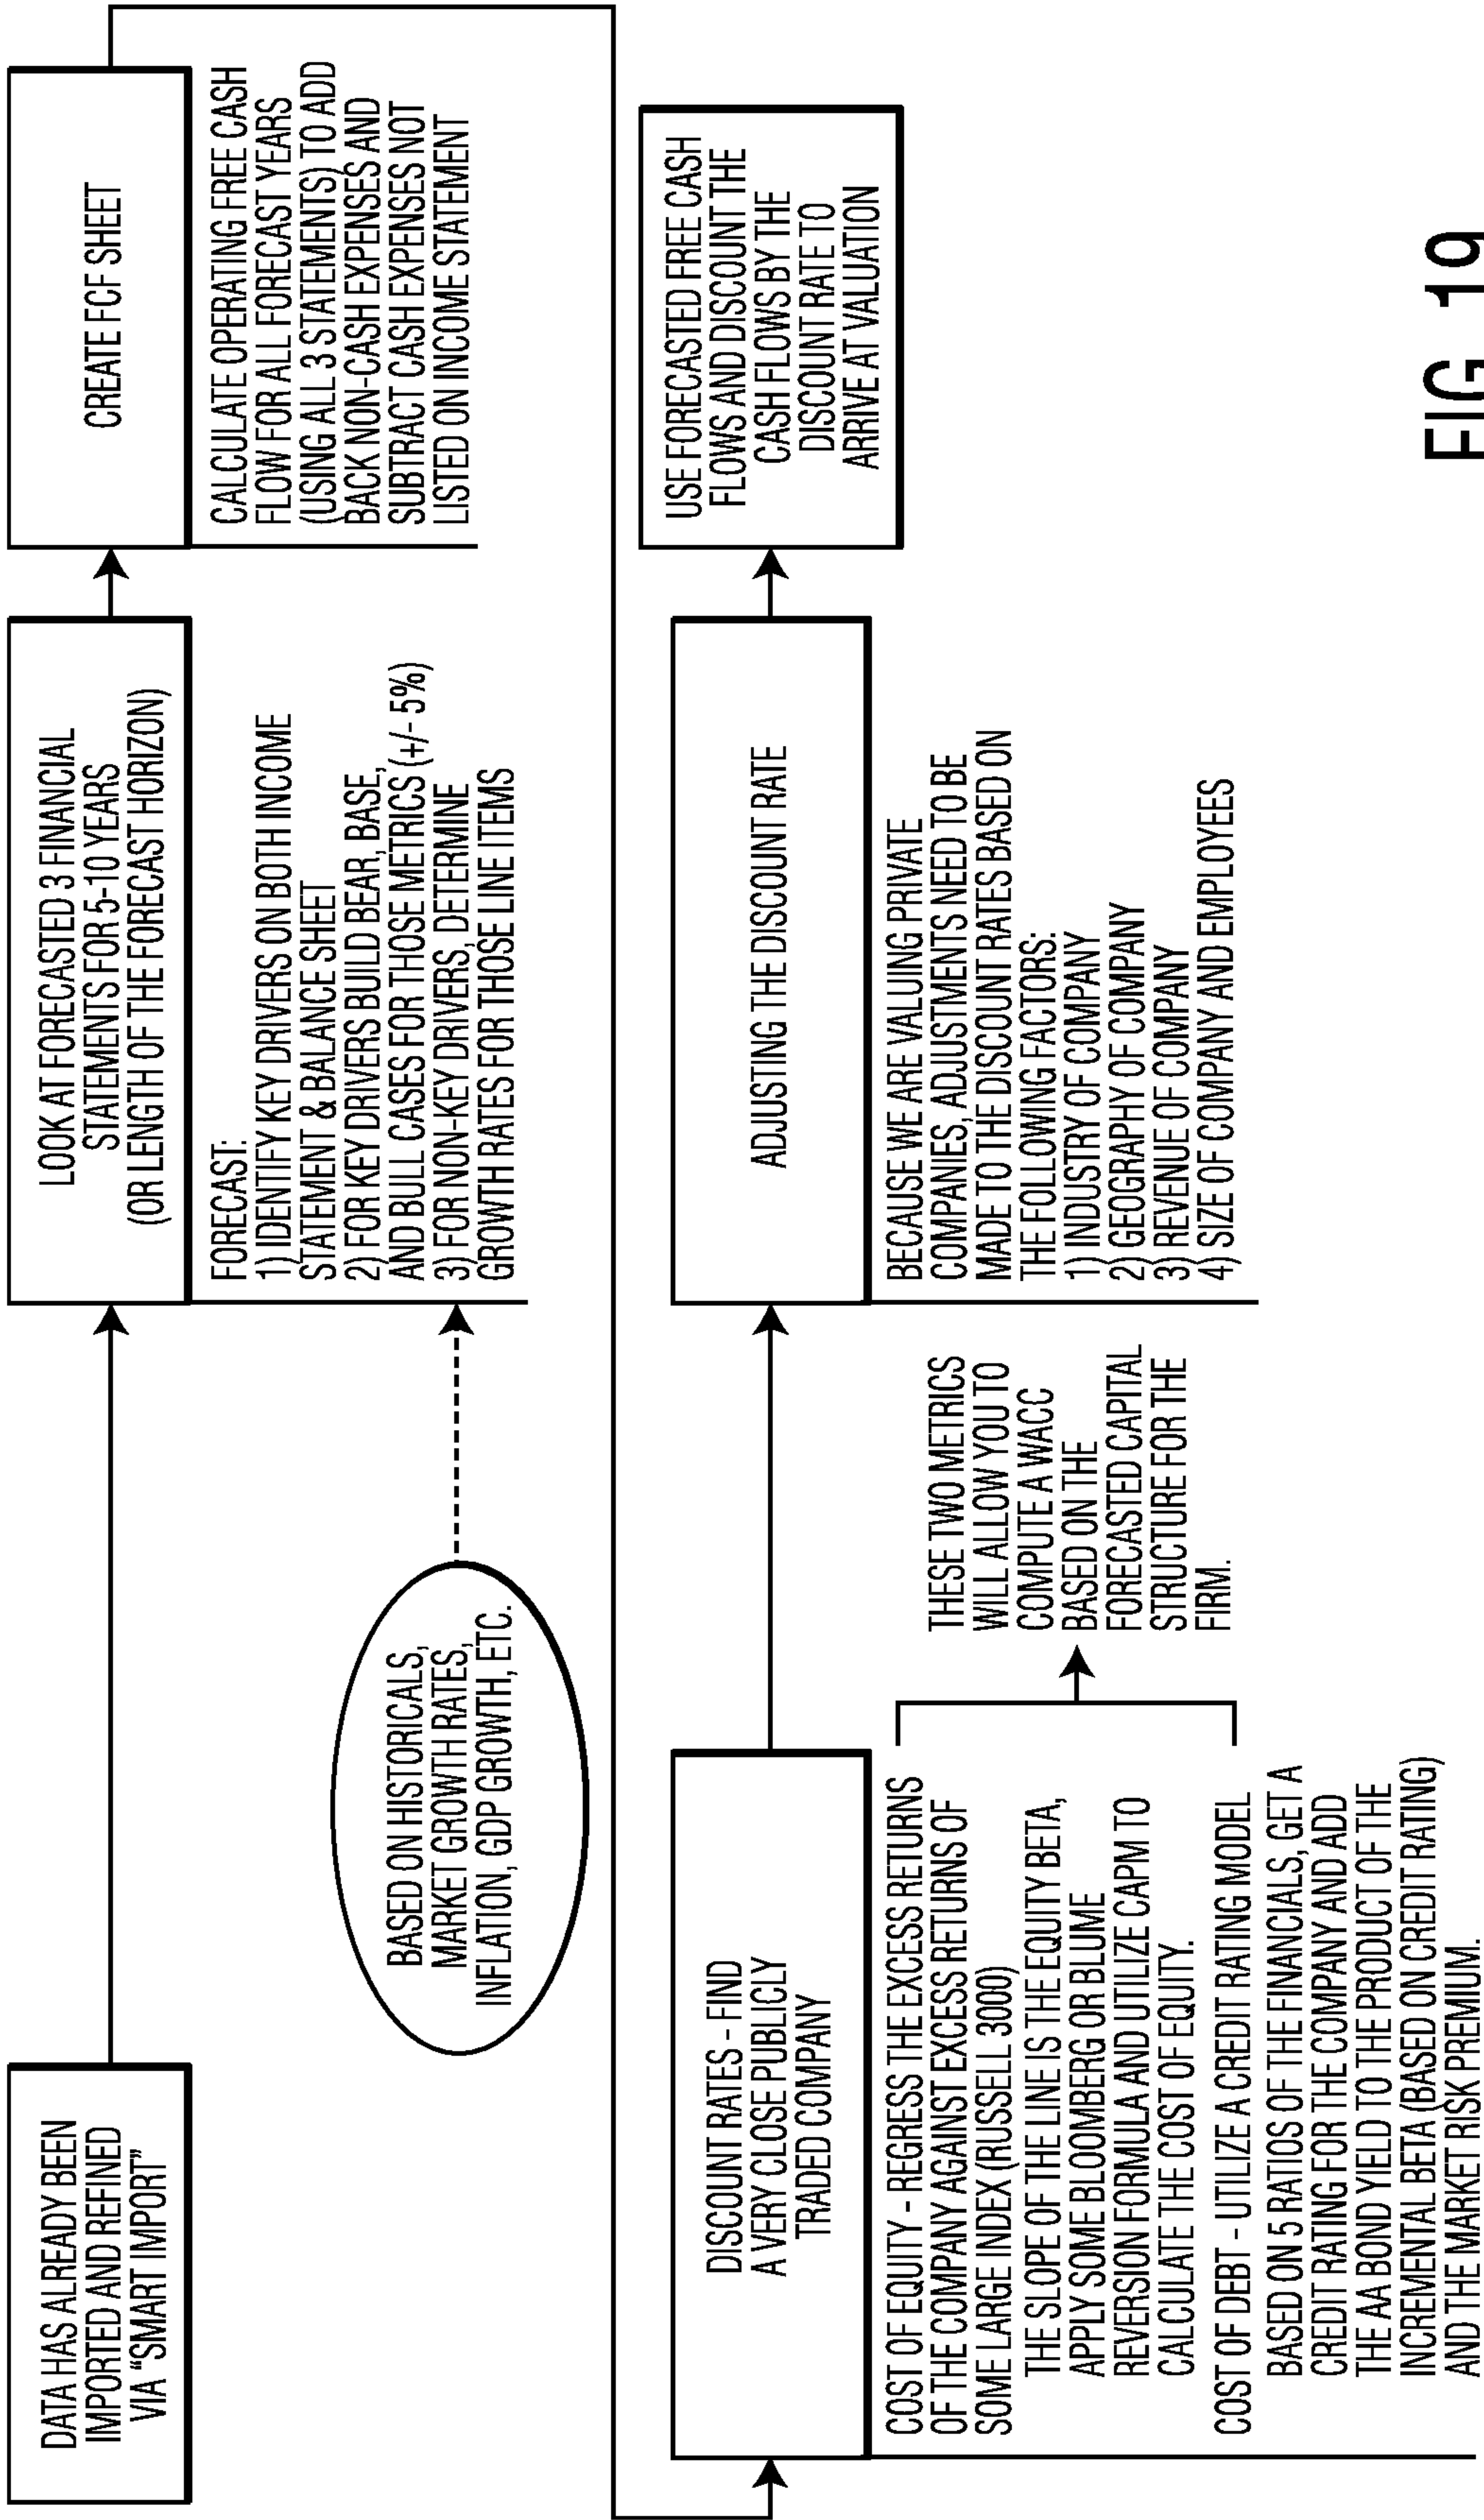 DATA HAS ALREADY BEEN
IMPORTED AND REFINED
VIA “SMART IMPORT”
LOOK AT FORECASTED 3 FINANCIAL
STATEMENTS FOR 5-10 YEARS
(OR LENGTH OF THE FORECAST HORIZON)
FORECAST:
1) IDENTIFY KEY DRIVERS ON BOTH INCOME
STATEMENT & BALANCE SHEET
2) FOR KEY DRIVERS BUILD BEAR, BASE,
AND BULL CASES FOR THOSE METRICS (+/- 5%)
3) FOR NON-KEY DRIVERS, DETERMINE
GROWTH RATES FOR THOSE LINE ITEMS
BASED ON HISTORICALS,
MARKET GROWTH RATES,
INFLATION, GDP GROWTH, ETC.
CREATE FCF SHEET
CALCULATE OPERATING FREE CASH
FLOW FOR ALL FORECAST YEARS
(USING ALL 3 STATEMENTS) TO ADD
BACK NON-CASH EXPENSES AND
SUBTRACT CASH EXPENSES NOT
LISTED ON INCOME STATEMENT
DISCOUNT RATES - FIND
A VERY CLOSE PUBLICLY
TRADED COMPANY
COST OF EQUITY - REGRESS THE EXCESS RETURNS
OF THE COMPANY AGAINST EXCESS RETURNS OF
SOME LARGE INDEX (RUSSELL 3000)
THE SLOPE OF THE LINE IS THE EQUITY BETA,
APPLY SOME BLOOMBERG OR BLUME
REVERSION FORMULA AND UTILIZE CAPM TO
CALCULATE THE COST OF EQUITY.
COST OF DEBT - UTILIZE A CREDIT RATING MODEL
BASED ON 5 RATIOS OF THE FINANCIALS, GET A
CREDIT RATING FOR THE COMPANY AND ADD
THE AA BOND YIELD TO THE PRODUCT OF THE
INCREMENTAL BETA (BASED ON CREDIT RATING)
AND THE MARKET RISK PREMIUM.
THESE TWO METRICS
WILL ALLOW YOU TO
COMPUTE A WACC
BASED ON THE
FORECASTED CAPITAL
STRUCTURE FOR THE
FIRM.
ADJUSTING THE DISCOUNT RATE
BECAUSE WE ARE VALUING PRIVATE
COMPANIES, ADJUSTMENTS NEED TO BE
MADE TO THE DISCOUNT RATES BASED ON
THE FOLLOWING FACTORS:
1) INDUSTRY OF COMPANY
2) GEOGRAPHY OF COMPANY
3) REVENUE OF COMPANY
4) SIZE OF COMPANY AND EMPLOYEES
USE FORECASTED FREE CASH
FLOWS AND DISCOUNT THE
CASH FLOWS BY THE
DISCOUNT RATE TO
ARRIVE AT VALUATION
FIG 19